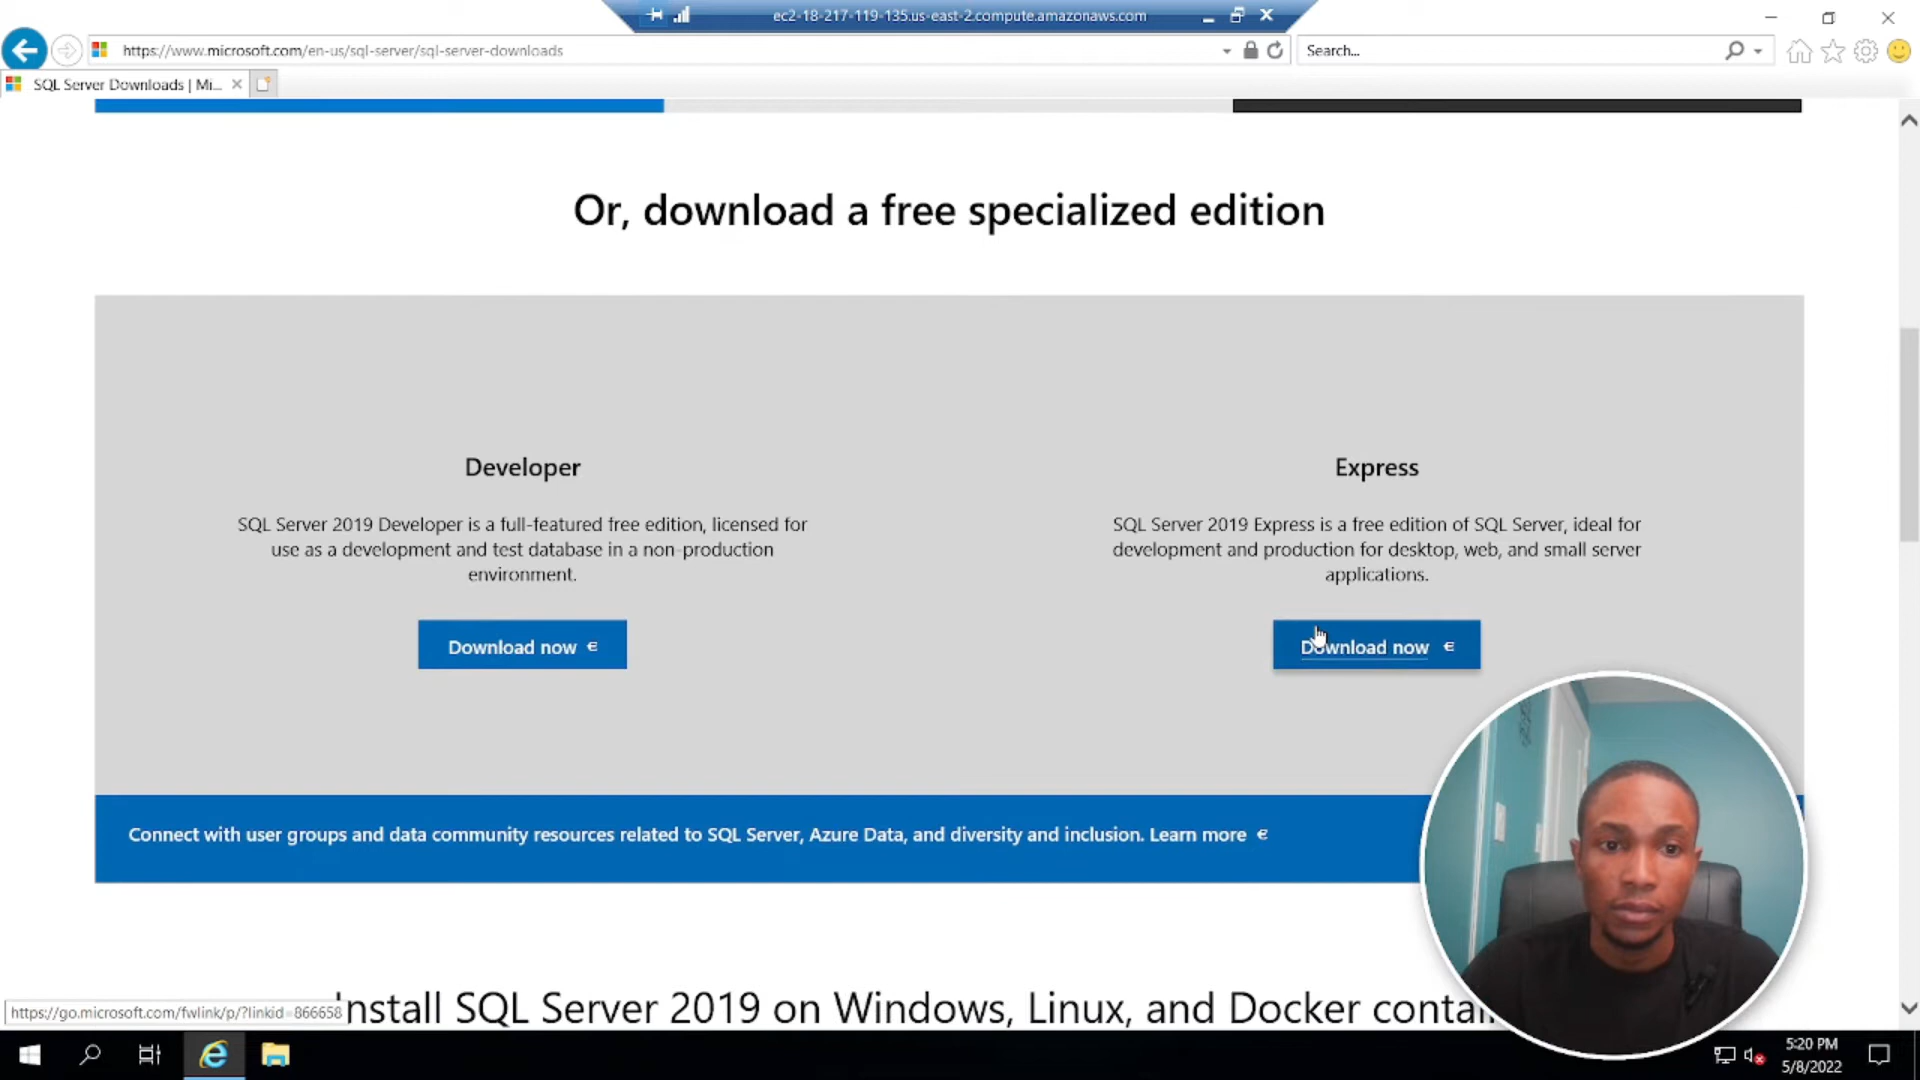 ec2-18-217-119-135.us-east-2.compute.amazonaws.com
https://www.microsoft.com/en-us/sql-server/sql-server-downloads
Search...
SQL Server Downloads | Mi...
Or, download a free specialized edition
Developer
SQL Server 2019 Developer is a full-featured free edition, licensed for
use as a development and test database in a non-production
environment.
Download now €
Express
SQL Server 2019 Express is a free edition of SQL Server, ideal for
development and production for desktop, web, and small server
applications.
Download now €
Connect with user groups and data community resources related to SQL Server, Azure Data, and diversity and inclusion. Learn more €
Install SQL Server 2019 on Windows, Linux, and Docker contai
https://go.microsoft.com/fwlink/p/?linkid=866658
5:20 PM
5/8/2022